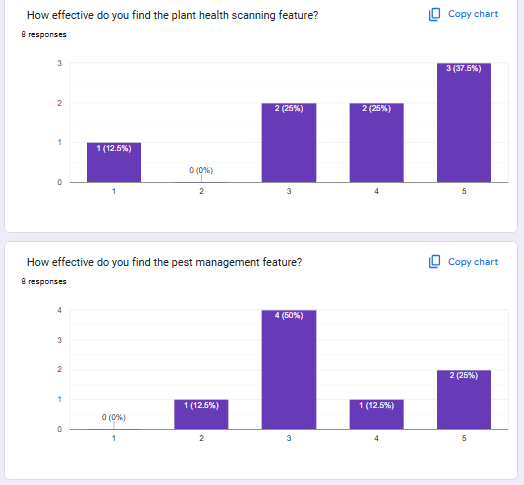 How effective do you find the plant health scanning feature?
Copy chart
8 responses
3
2
1
0
1 (12.5%)
0 (0%)
2 (25%)
2 (25%)
3 (37.5%)
1 2 3 4 5
How effective do you find the pest management feature?
Copy chart
8 responses
4
3
2
1
0
0 (0%)
1 (12.5%)
4 (50%)
1 (12.5%)
2 (25%)
1 2 3 4 5